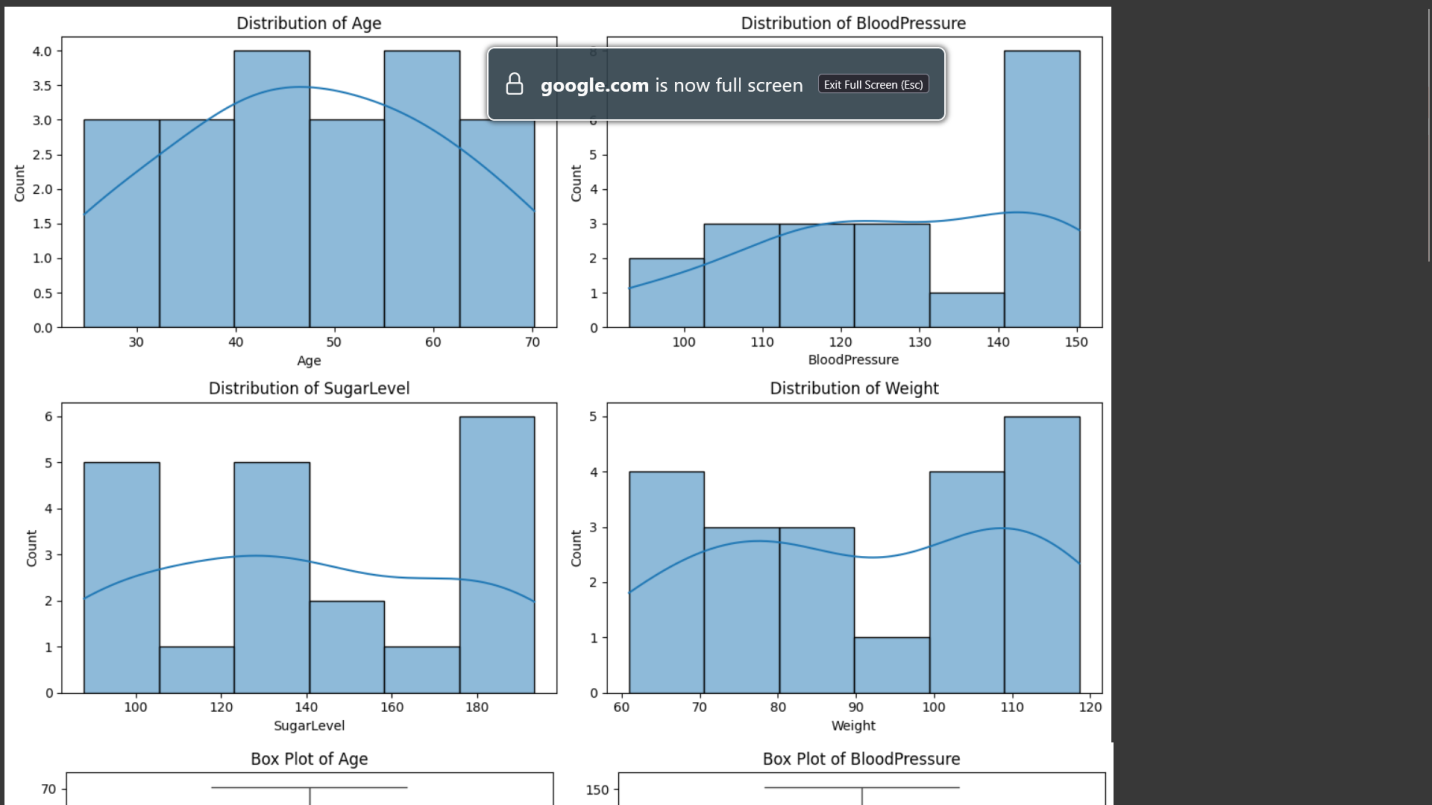 Distribution of Age
4.0
3.5
3.0
2.5
2.0
1.5
1.0
0.5
0.0
Count
30 40 50 60 70
Age
Distribution of BloodPressure
5
4
3
2
1
0
Count
100 110 120 130 140 150
BloodPressure
google.com is now full screen Exit Full Screen (Esc)
Distribution of SugarLevel
6
5
4
3
2
1
0
Count
100 120 140 160 180
SugarLevel
Distribution of Weight
5
4
3
2
1
0
Count
60 70 80 90 100 110 120
Weight
Box Plot of Age
70
Box Plot of BloodPressure
150